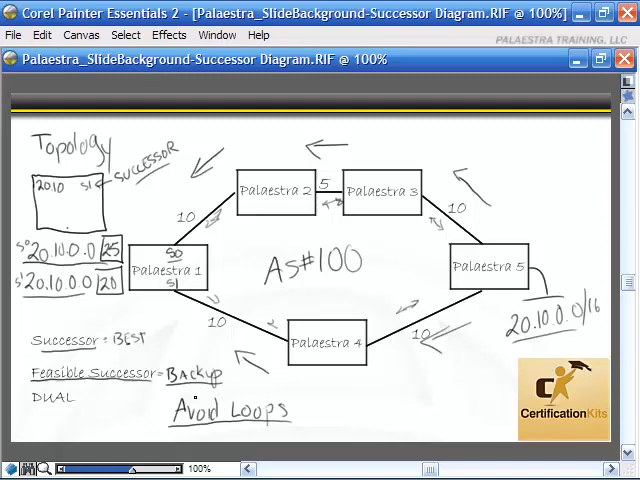 Corel Painter Essentials 2 - [Palaestra_SlideBackground-Successor Diagram.RIF @ 100%]
File Edit Canvas Select Effects Window Help
PALAESTRA TRAINING, LLC
Palaestra_SlideBackground-Successor Diagram.RIF @ 100%
Topology
20.10 S1
SUCCESSOR
S0 20.10.0.0 25
S1 20.10.0.0 20
Palaestra 2
5
Palaestra 3
10
10
S0
Palaestra 1
S1
AS#100
Palaestra 5
20.10.0.0/16
10
Palaestra 4
10
Successor = BEST
Feasible Successor = Backup
DUAL
Avoid Loops
CertificationKits
100%